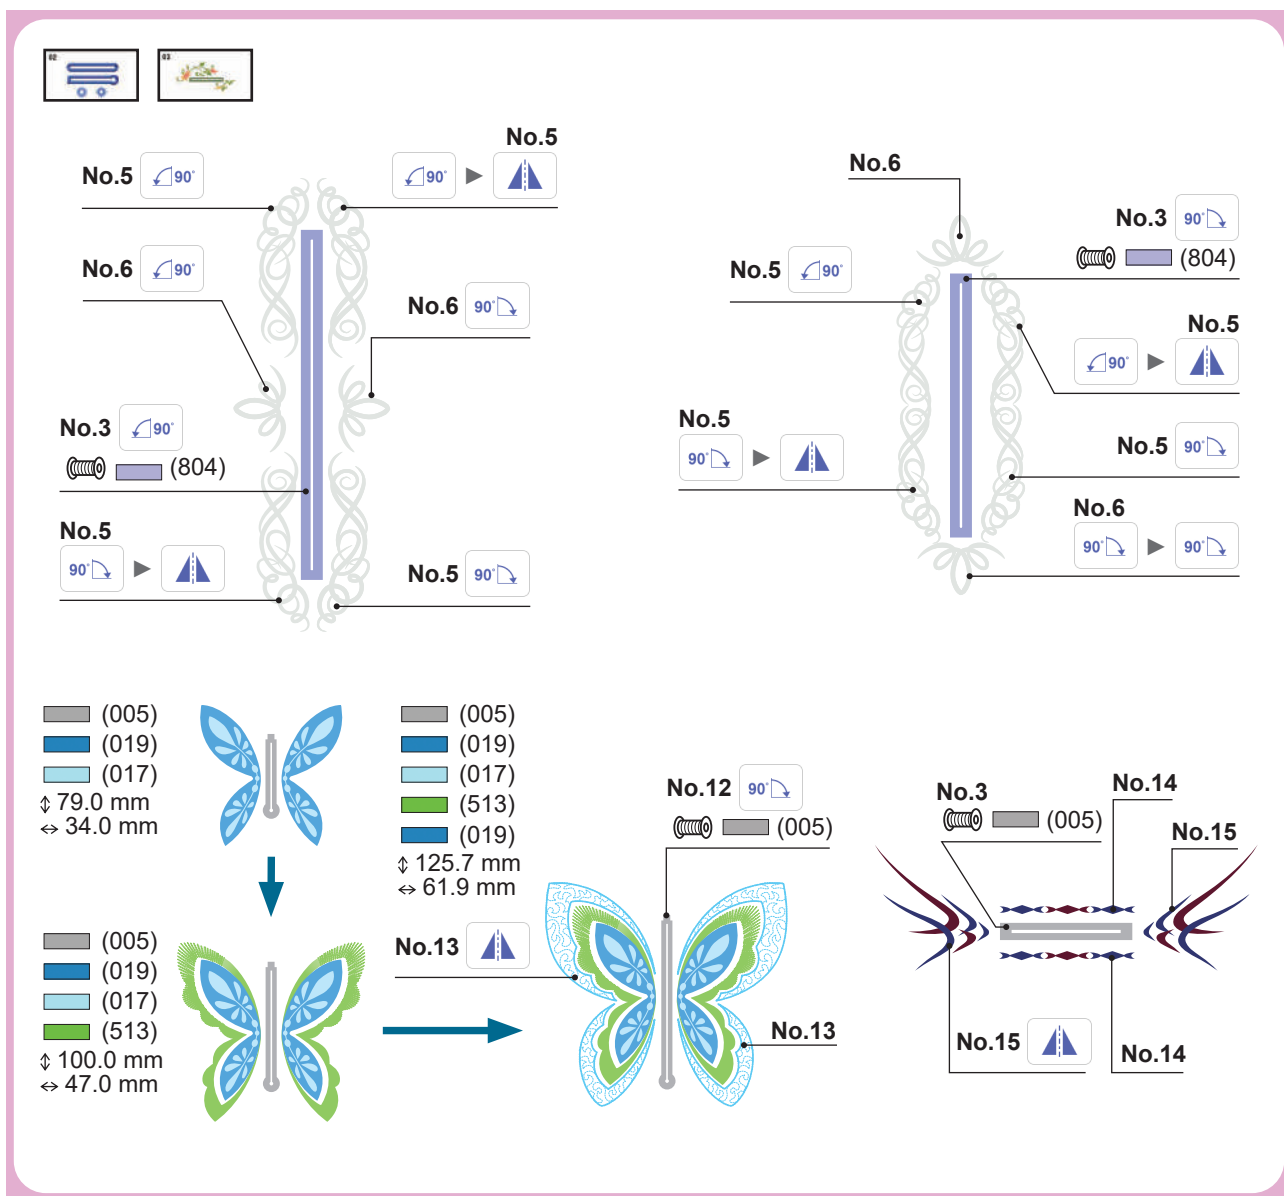 02
03
No.5 90°
No.5
90°
No.6 90°
No.6 90°
No.3 90°
(804)
No.5
90°
No.5 90°
No.6
No.3 90°
(804)
No.5 90°
No.5
90°
No.5
90°
No.5 90°
No.6
90° 90°
(005)
(019)
(017)
79.0 mm
34.0 mm
(005)
(019)
(017)
(513)
100.0 mm
47.0 mm
(005)
(019)
(017)
(513)
(019)
125.7 mm
61.9 mm
No.12 90°
(005)
No.13
No.13
No.3
(005)
No.14
No.15
No.15
No.14